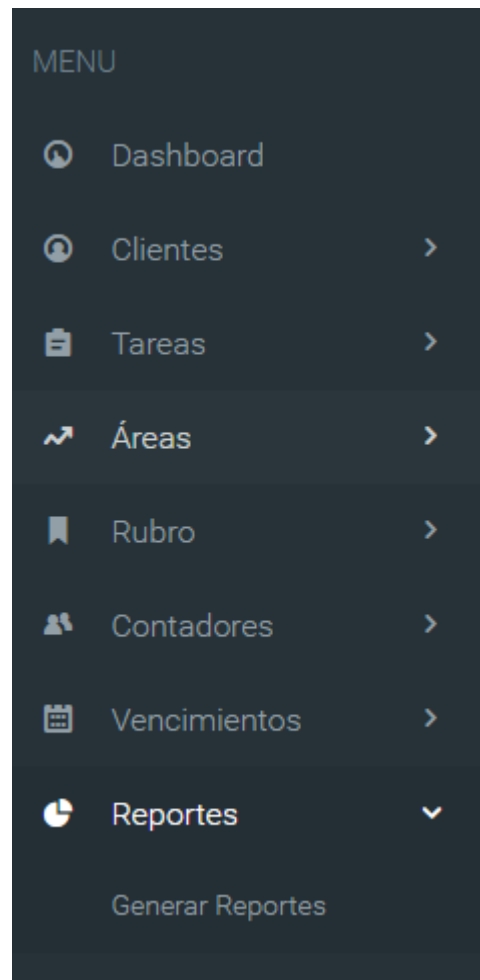 MENU
Dashboard
Clientes
Tareas
Áreas
Rubro
Contadores
Vencimientos
Reportes
Generar Reportes